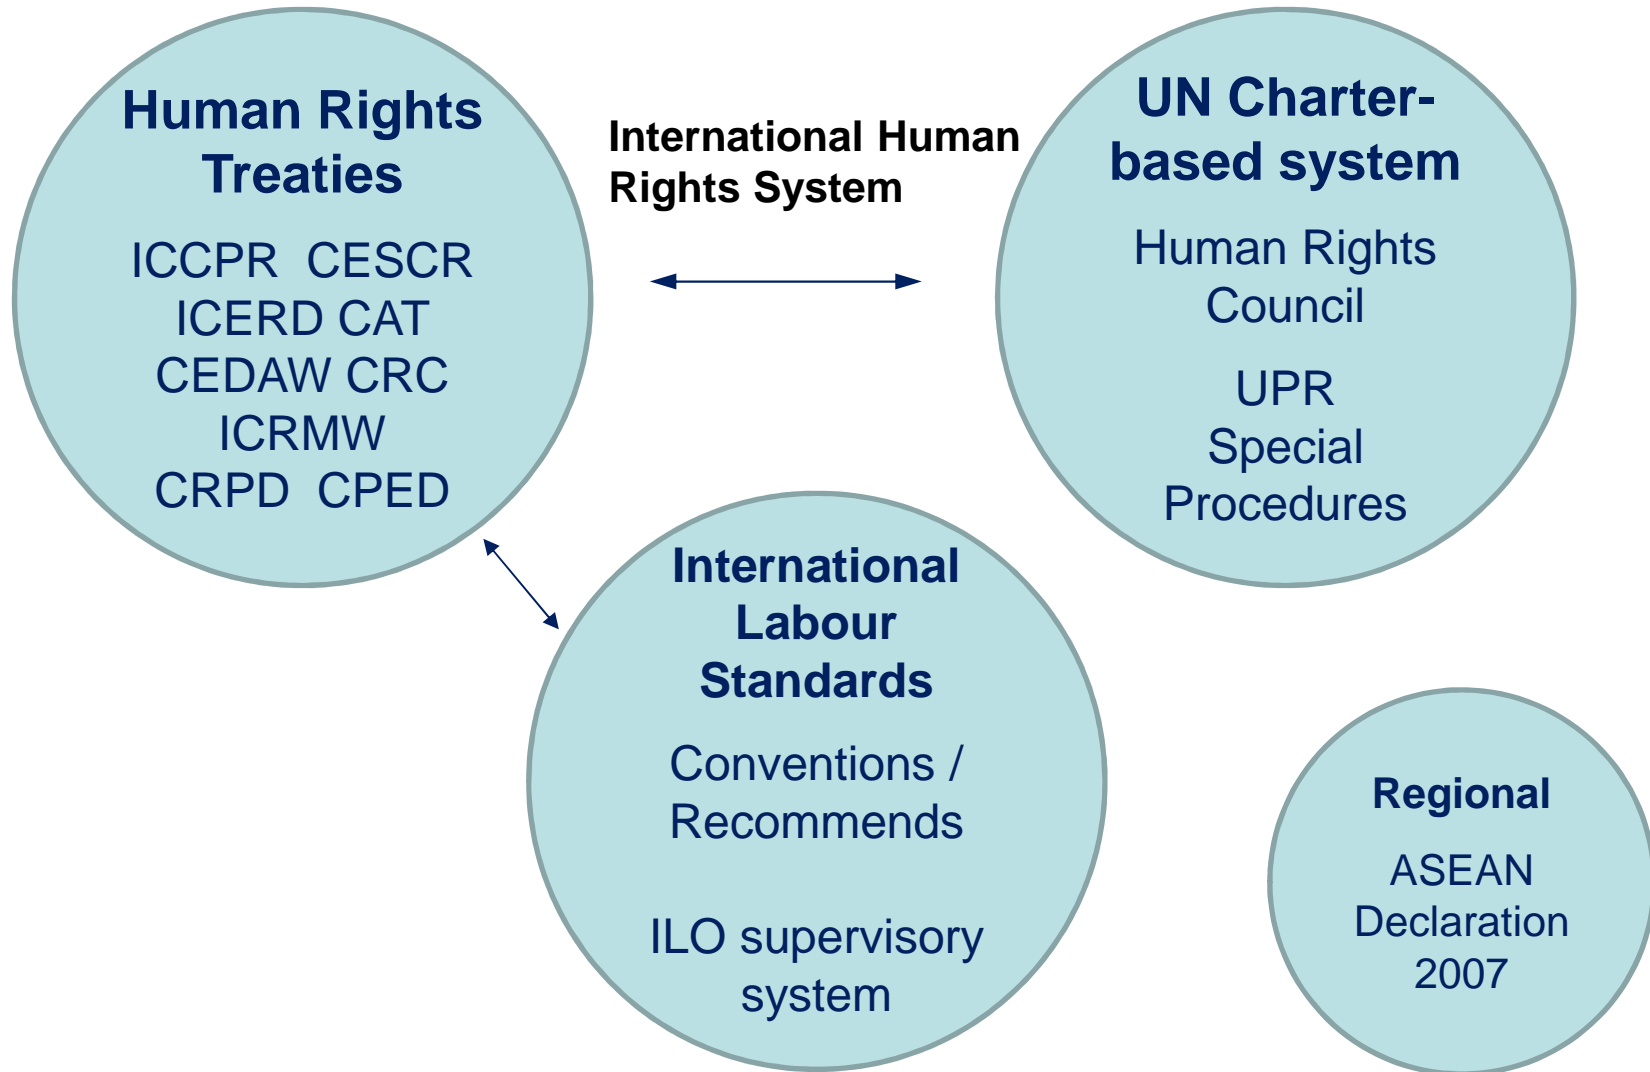 Human Rights
Treaties
ICCPR  CESCR
ICERD CAT
CEDAW CRC
ICRMW
CRPD  CPED
International Human
Rights System
UN Charter-
based system
Human Rights
Council
UPR
Special
Procedures
International
Labour
Standards
Conventions /
Recommends
ILO supervisory
system
Regional
ASEAN
Declaration
2007